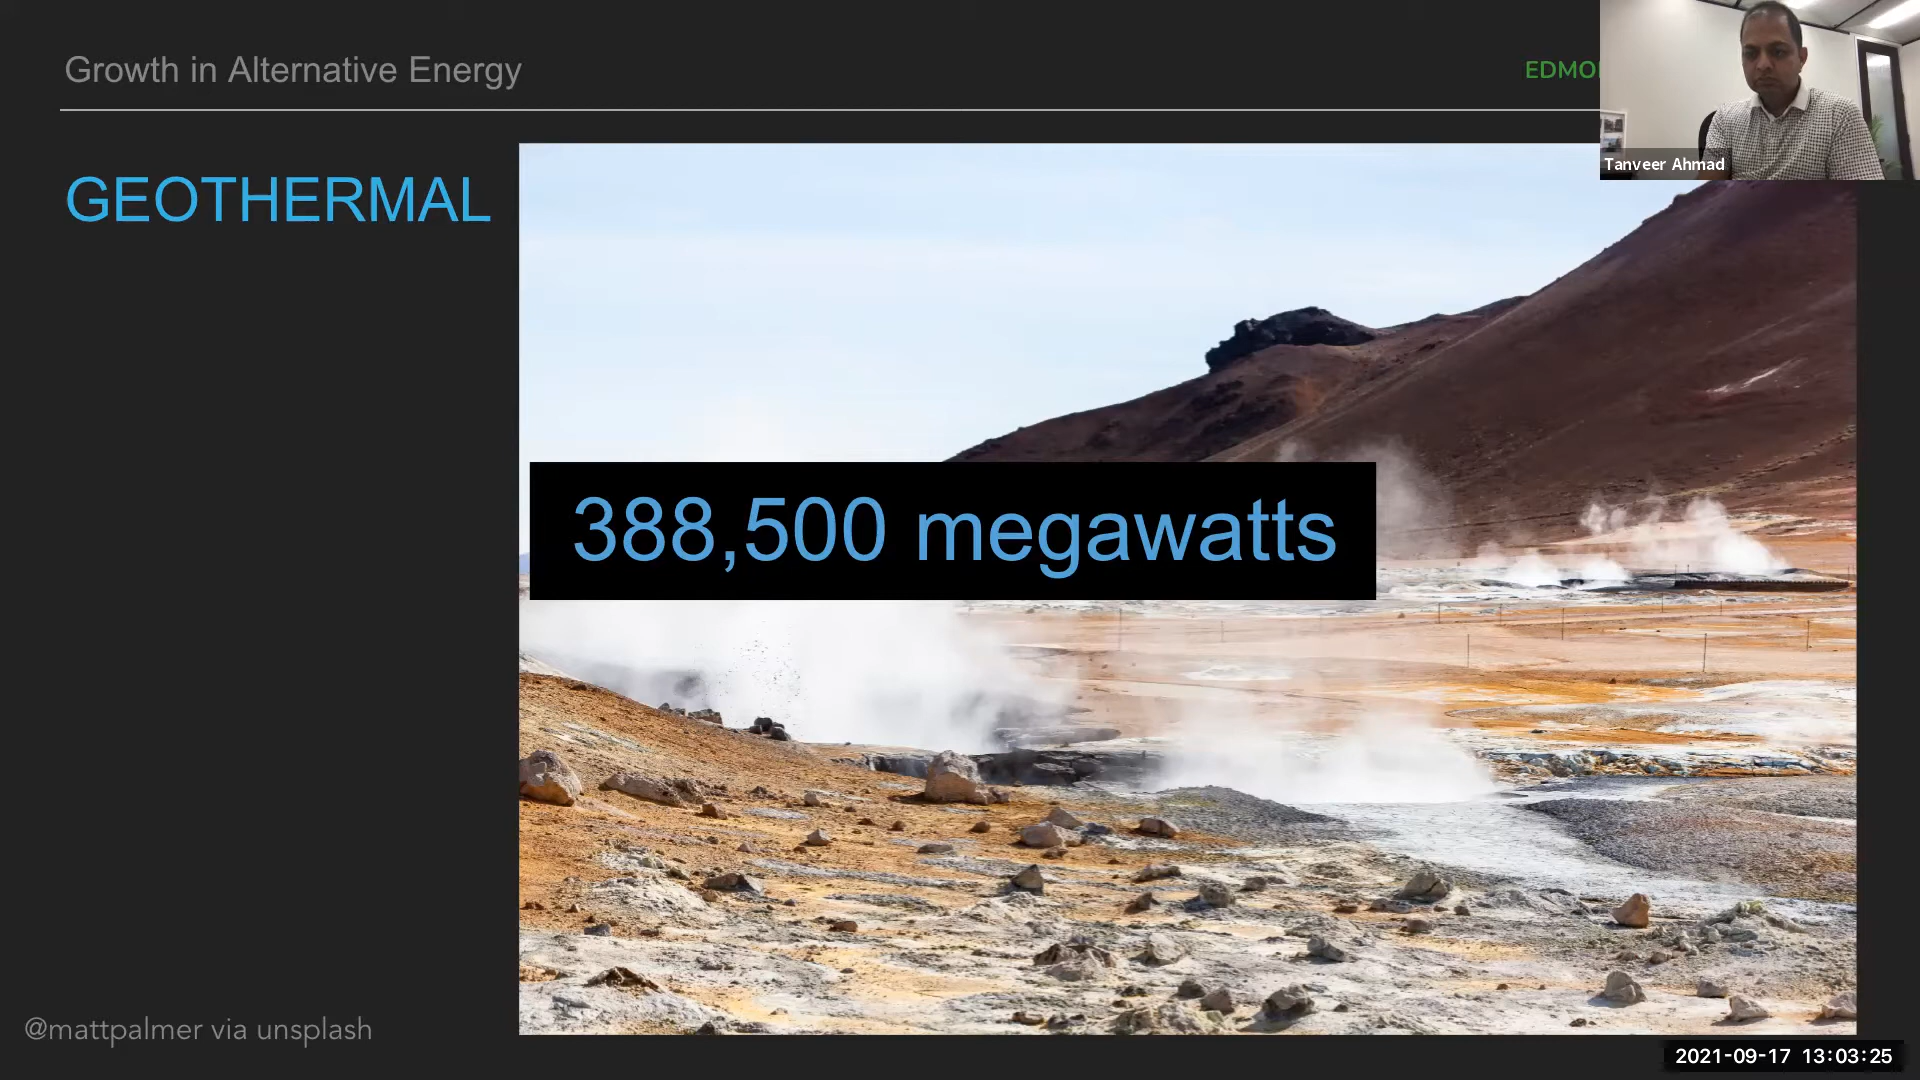 Growth in Alternative Energy
Tanveer Ahmad
GEOTHERMAL
388,500 megawatts
@mattpalmer via unsplash
2021-09-17 13:03:25